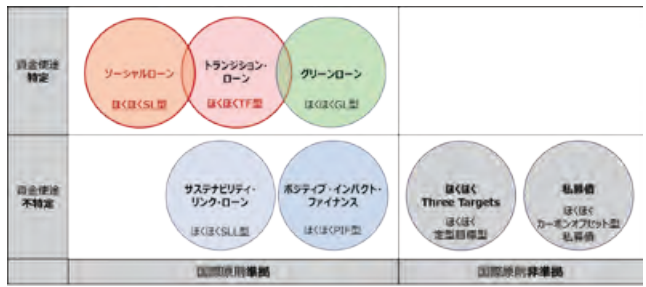 資金使途
特定
ソーシャルローン
ほくほくSL型
トランジション・
ローン
ほくほくTF型
グリーンローン
ほくほくGL型
資金使途
不特定
サステナビリティ・
リンク・ローン
ほくほくSLL型
ポジティブ・インパクト・
ファイナンス
ほくほくPIF型
ほくほく
Three Targets
ほくほく
定型目標型
私募債
ほくほく
カーボンオフセット型
私募債
国際原則準拠
国際原則非準拠